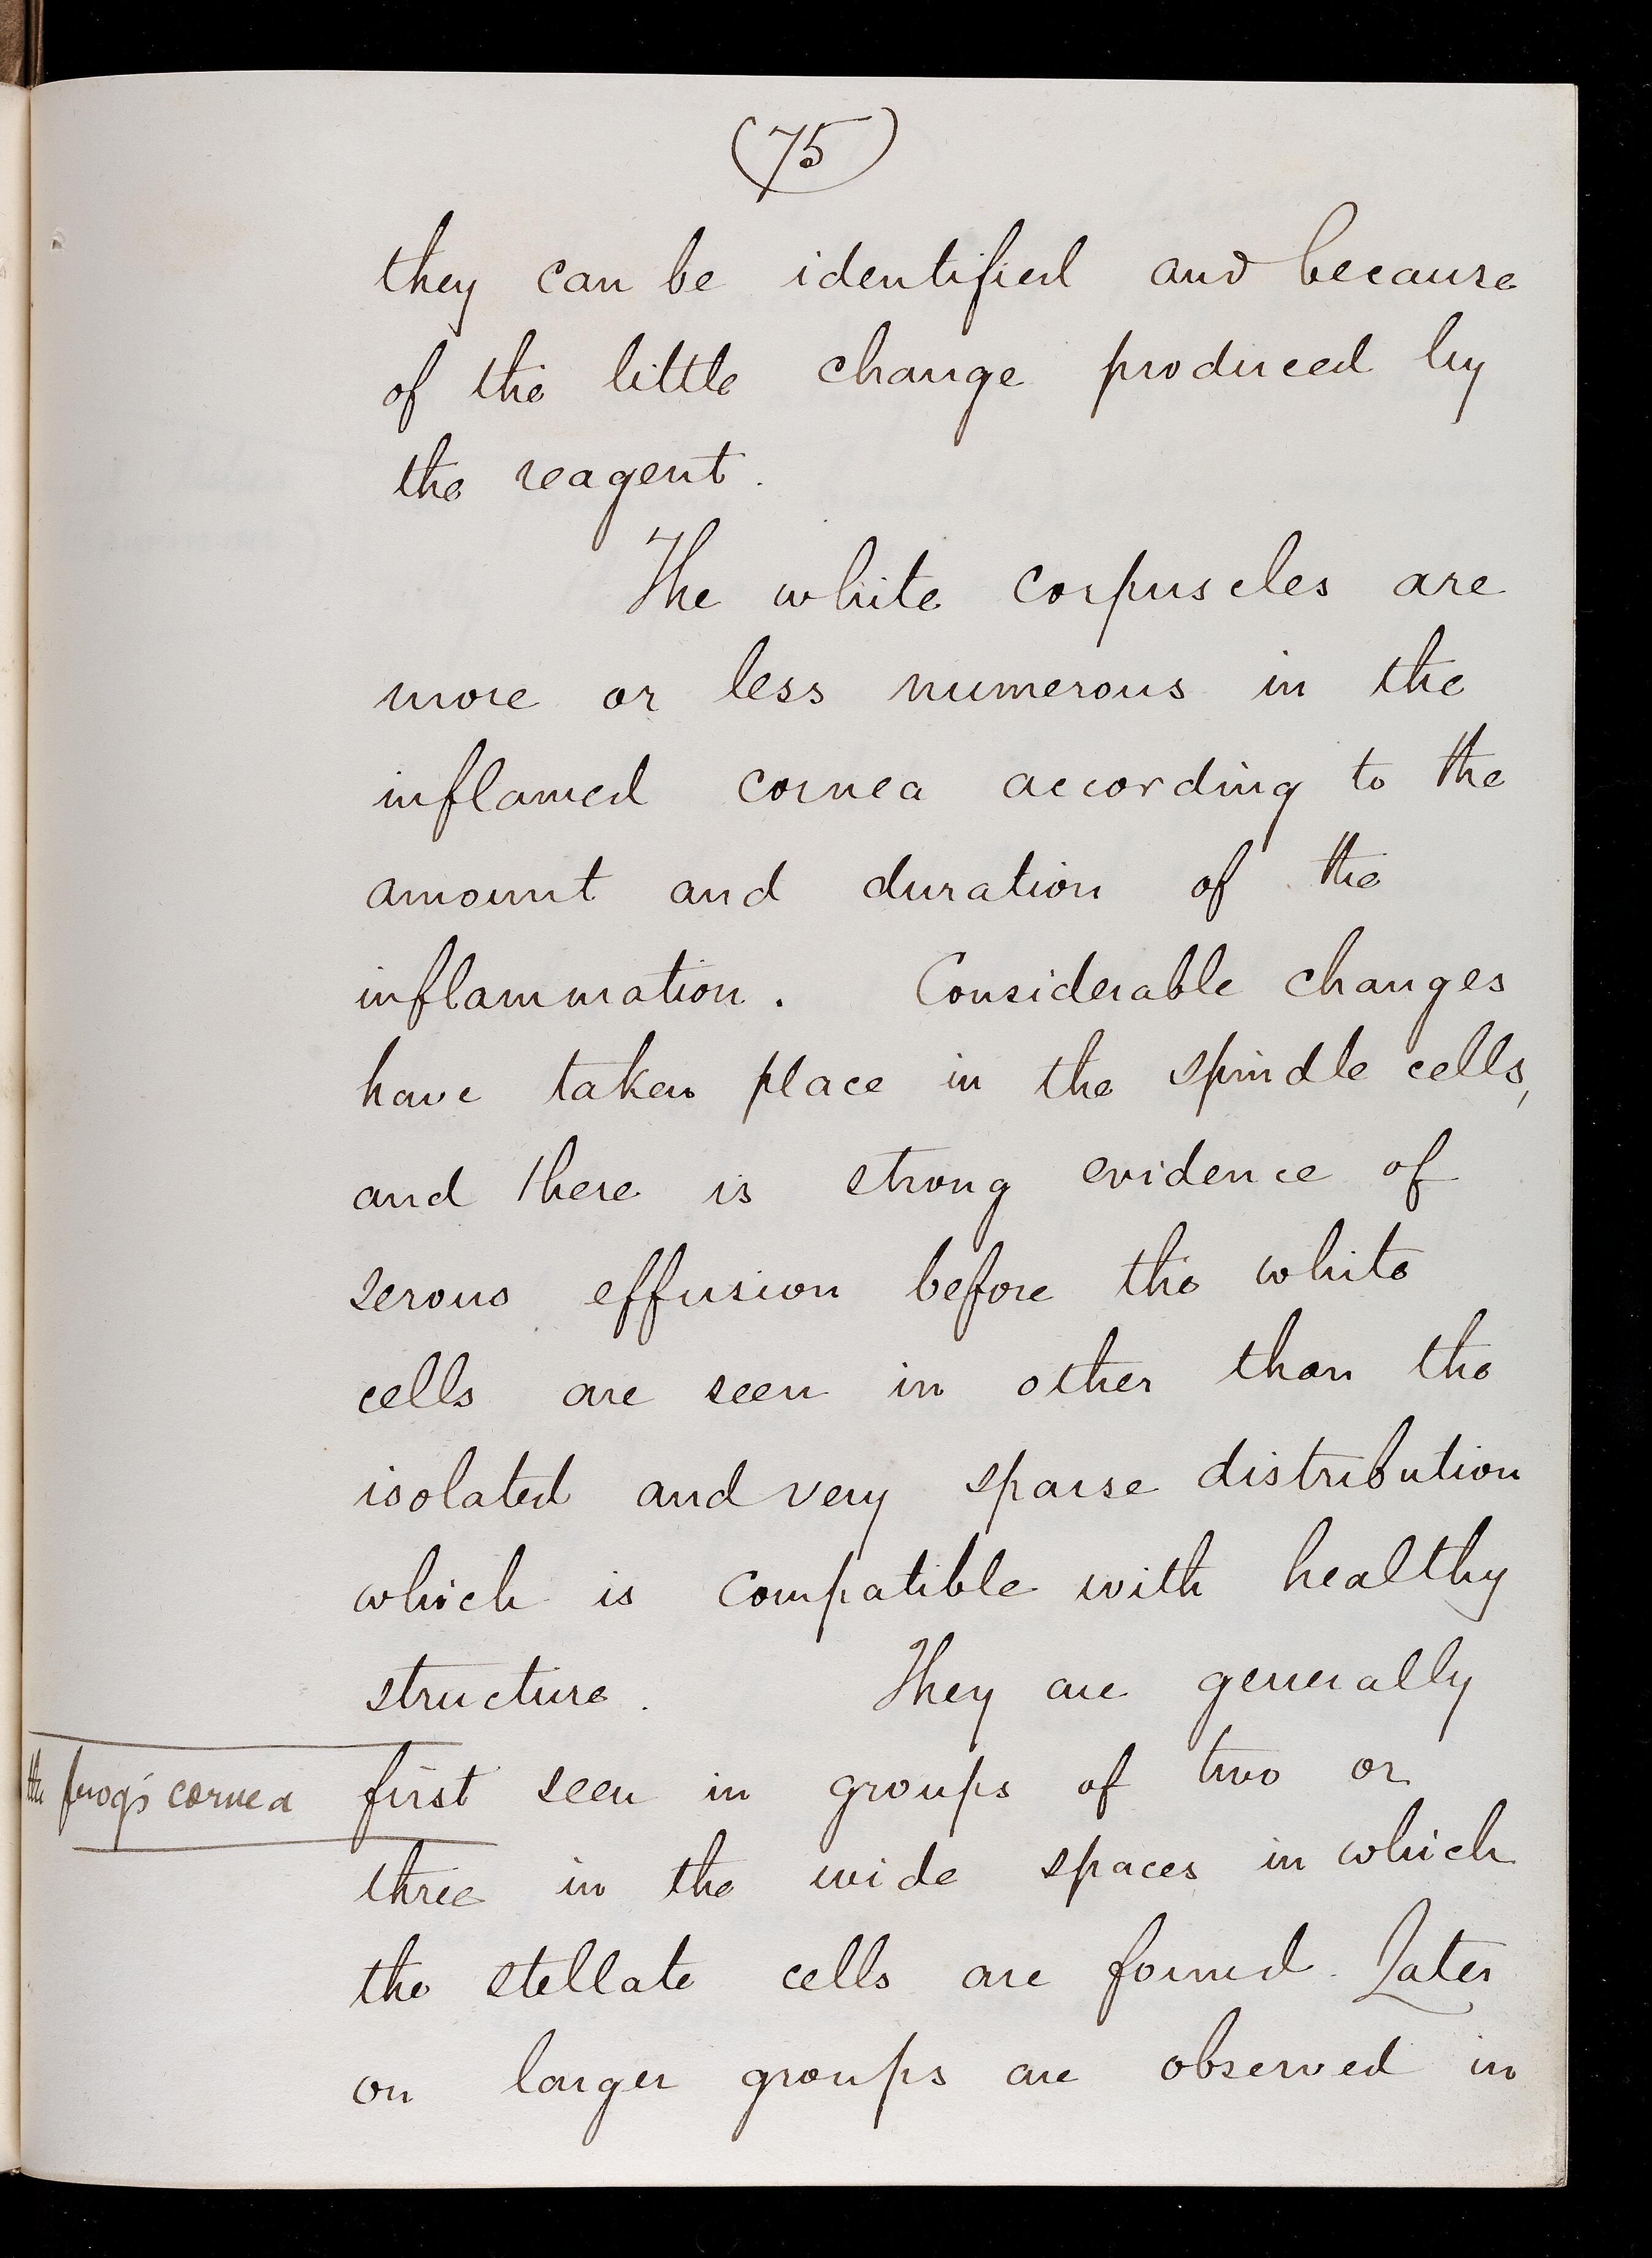 (75)
they can be identified and because
of the little change produced by
the reagent.
The white corpuscles are
more or less numerous in the
inflamed cornea according to the
amount and duration of the
inflammation. Considerable changes
have taken place in the spindle cells,
and there is strong evidence of
serous effusion before the white
cells are seen in other than the
isolated and very sparse distribution
which is compatible with healthy
structure. They are generally
the frog's cornea
first seen in groups of two or
three in the wide spaces in which
the stellate cells are found. Later
on larger groups are observed in